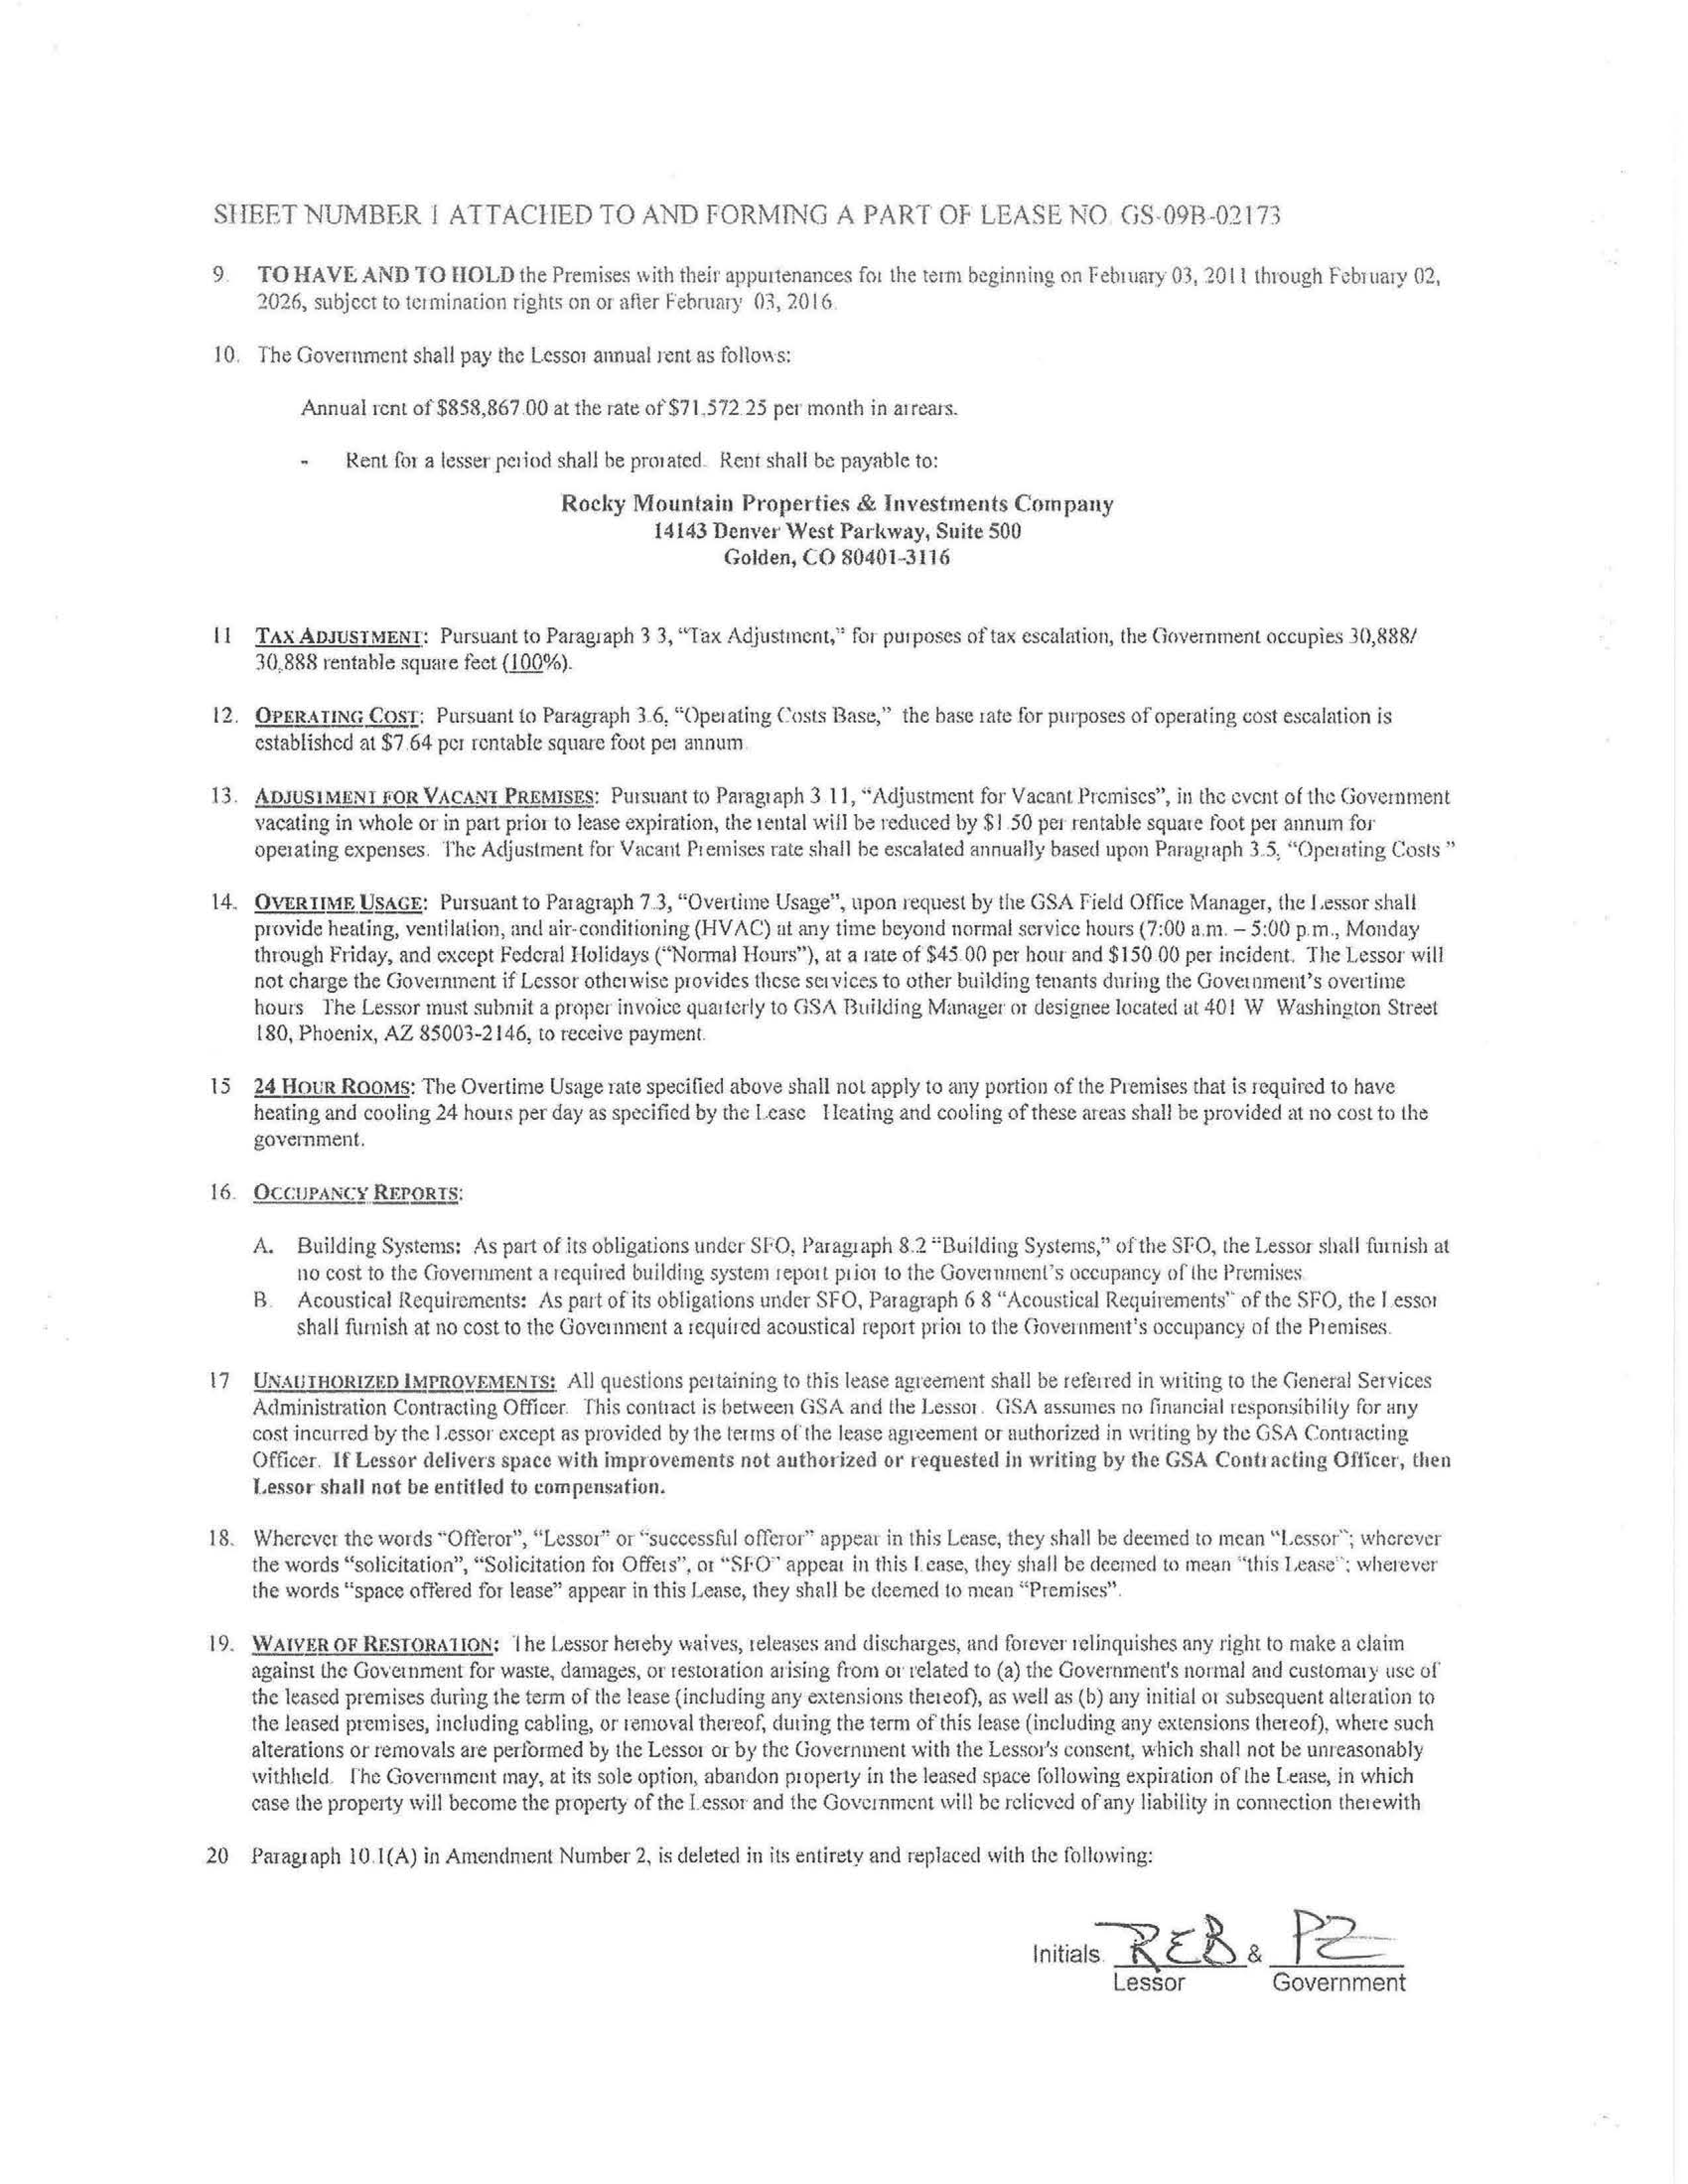 SHEET NUMBER 1 ATTACHED TO AND FORMING A PART OF LEASE NO. GS-09B-02173
9. TO HAVE AND TO HOLD the Premises with their appurtenances for the term beginning on February 03, 2011 through February 02,
2026, subject to termination rights on or after February 03, 2016.
10. The Government shall pay the Lessor annual rent as follows:
Annual rent of $858,867.00 at the rate of $71,572.25 per month in arrears.
- Rent for a lesser period shall be prorated. Rent shall be payable to:
Rocky Mountain Properties & Investments Company
14143 Denver West Parkway, Suite 500
Golden, CO 80401-3116
11 TAX ADJUSTMENT: Pursuant to Paragraph 3.3, “Tax Adjustment,” for purposes of tax escalation, the Government occupies 30,888/
30,888 rentable square feet (100%).
12. OPERATING COST: Pursuant to Paragraph 3.6, “Operating Costs Base,” the base rate for purposes of operating cost escalation is
established at $7.64 per rentable square foot per annum.
13. ADJUSTMENT FOR VACANT PREMISES: Pursuant to Paragraph 3.11, “Adjustment for Vacant Premises”, in the event of the Government
vacating in whole or in part prior to lease expiration, the rental will be reduced by $1.50 per rentable square foot per annum for
operating expenses. The Adjustment for Vacant Premises rate shall be escalated annually based upon Paragraph 3.5, “Operating Costs.”
14. OVERTIME USAGE: Pursuant to Paragraph 7.3, “Overtime Usage”, upon request by the GSA Field Office Manager, the Lessor shall
provide heating, ventilation, and air-conditioning (HVAC) at any time beyond normal service hours (7:00 a.m. – 5:00 p.m., Monday
through Friday, and except Federal Holidays (“Normal Hours”), at a rate of $45.00 per hour and $150.00 per incident. The Lessor will
not charge the Government if Lessor otherwise provides these services to other building tenants during the Government's overtime
hours. The Lessor must submit a proper invoice quarterly to GSA Building Manager or designee located at 401 W. Washington Street
180, Phoenix, AZ 85003-2146, to receive payment.
15 24 HOUR ROOMS: The Overtime Usage rate specified above shall not apply to any portion of the Premises that is required to have
heating and cooling 24 hours per day as specified by the Lease. Heating and cooling of these areas shall be provided at no cost to the
government.
16. OCCUPANCY REPORTS:
A. Building Systems: As part of its obligations under SFO, Paragraph 8.2 “Building Systems,” of the SFO, the Lessor shall furnish at
no cost to the Government a required building system report prior to the Government's occupancy of the Premises.
B. Acoustical Requirements: As part of its obligations under SFO, Paragraph 6.8 “Acoustical Requirements” of the SFO, the Lessor
shall furnish at no cost to the Government a required acoustical report prior to the Government's occupancy of the Premises.
17 UNAUTHORIZED IMPROVEMENTS: All questions pertaining to this lease agreement shall be referred in writing to the General Services
Administration Contracting Officer. This contract is between GSA and the Lessor. GSA assumes no financial responsibility for any
cost incurred by the Lessor except as provided by the terms of the lease agreement or authorized in writing by the GSA Contracting
Officer. If Lessor delivers space with improvements not authorized or requested in writing by the GSA Contracting Officer, then
Lessor shall not be entitled to compensation.
18. Wherever the words “Offeror”, “Lessor” or “successful offeror” appear in this Lease, they shall be deemed to mean “Lessor”; wherever
the words “solicitation”, “Solicitation for Offers”, or “SFO” appear in this Lease, they shall be deemed to mean “this Lease”; wherever
the words “space offered for lease” appear in this Lease, they shall be deemed to mean “Premises”.
19. WAIVER OF RESTORATION: The Lessor hereby waives, releases and discharges, and forever relinquishes any right to make a claim
against the Government for waste, damages, or restoration arising from or related to (a) the Government's normal and customary use of
the leased premises during the term of the lease (including any extensions thereof), as well as (b) any initial or subsequent alteration to
the leased premises, including cabling, or removal thereof, during the term of this lease (including any extensions thereof), where such
alterations or removals are performed by the Lessor or by the Government with the Lessor's consent, which shall not be unreasonably
withheld. The Government may, at its sole option, abandon property in the leased space following expiration of the Lease, in which
case the property will become the property of the Lessor and the Government will be relieved of any liability in connection therewith
20 Paragraph 10.1(A) in Amendment Number 2, is deleted in its entirety and replaced with the following:
Initials. REB & PZ
Lessor Government